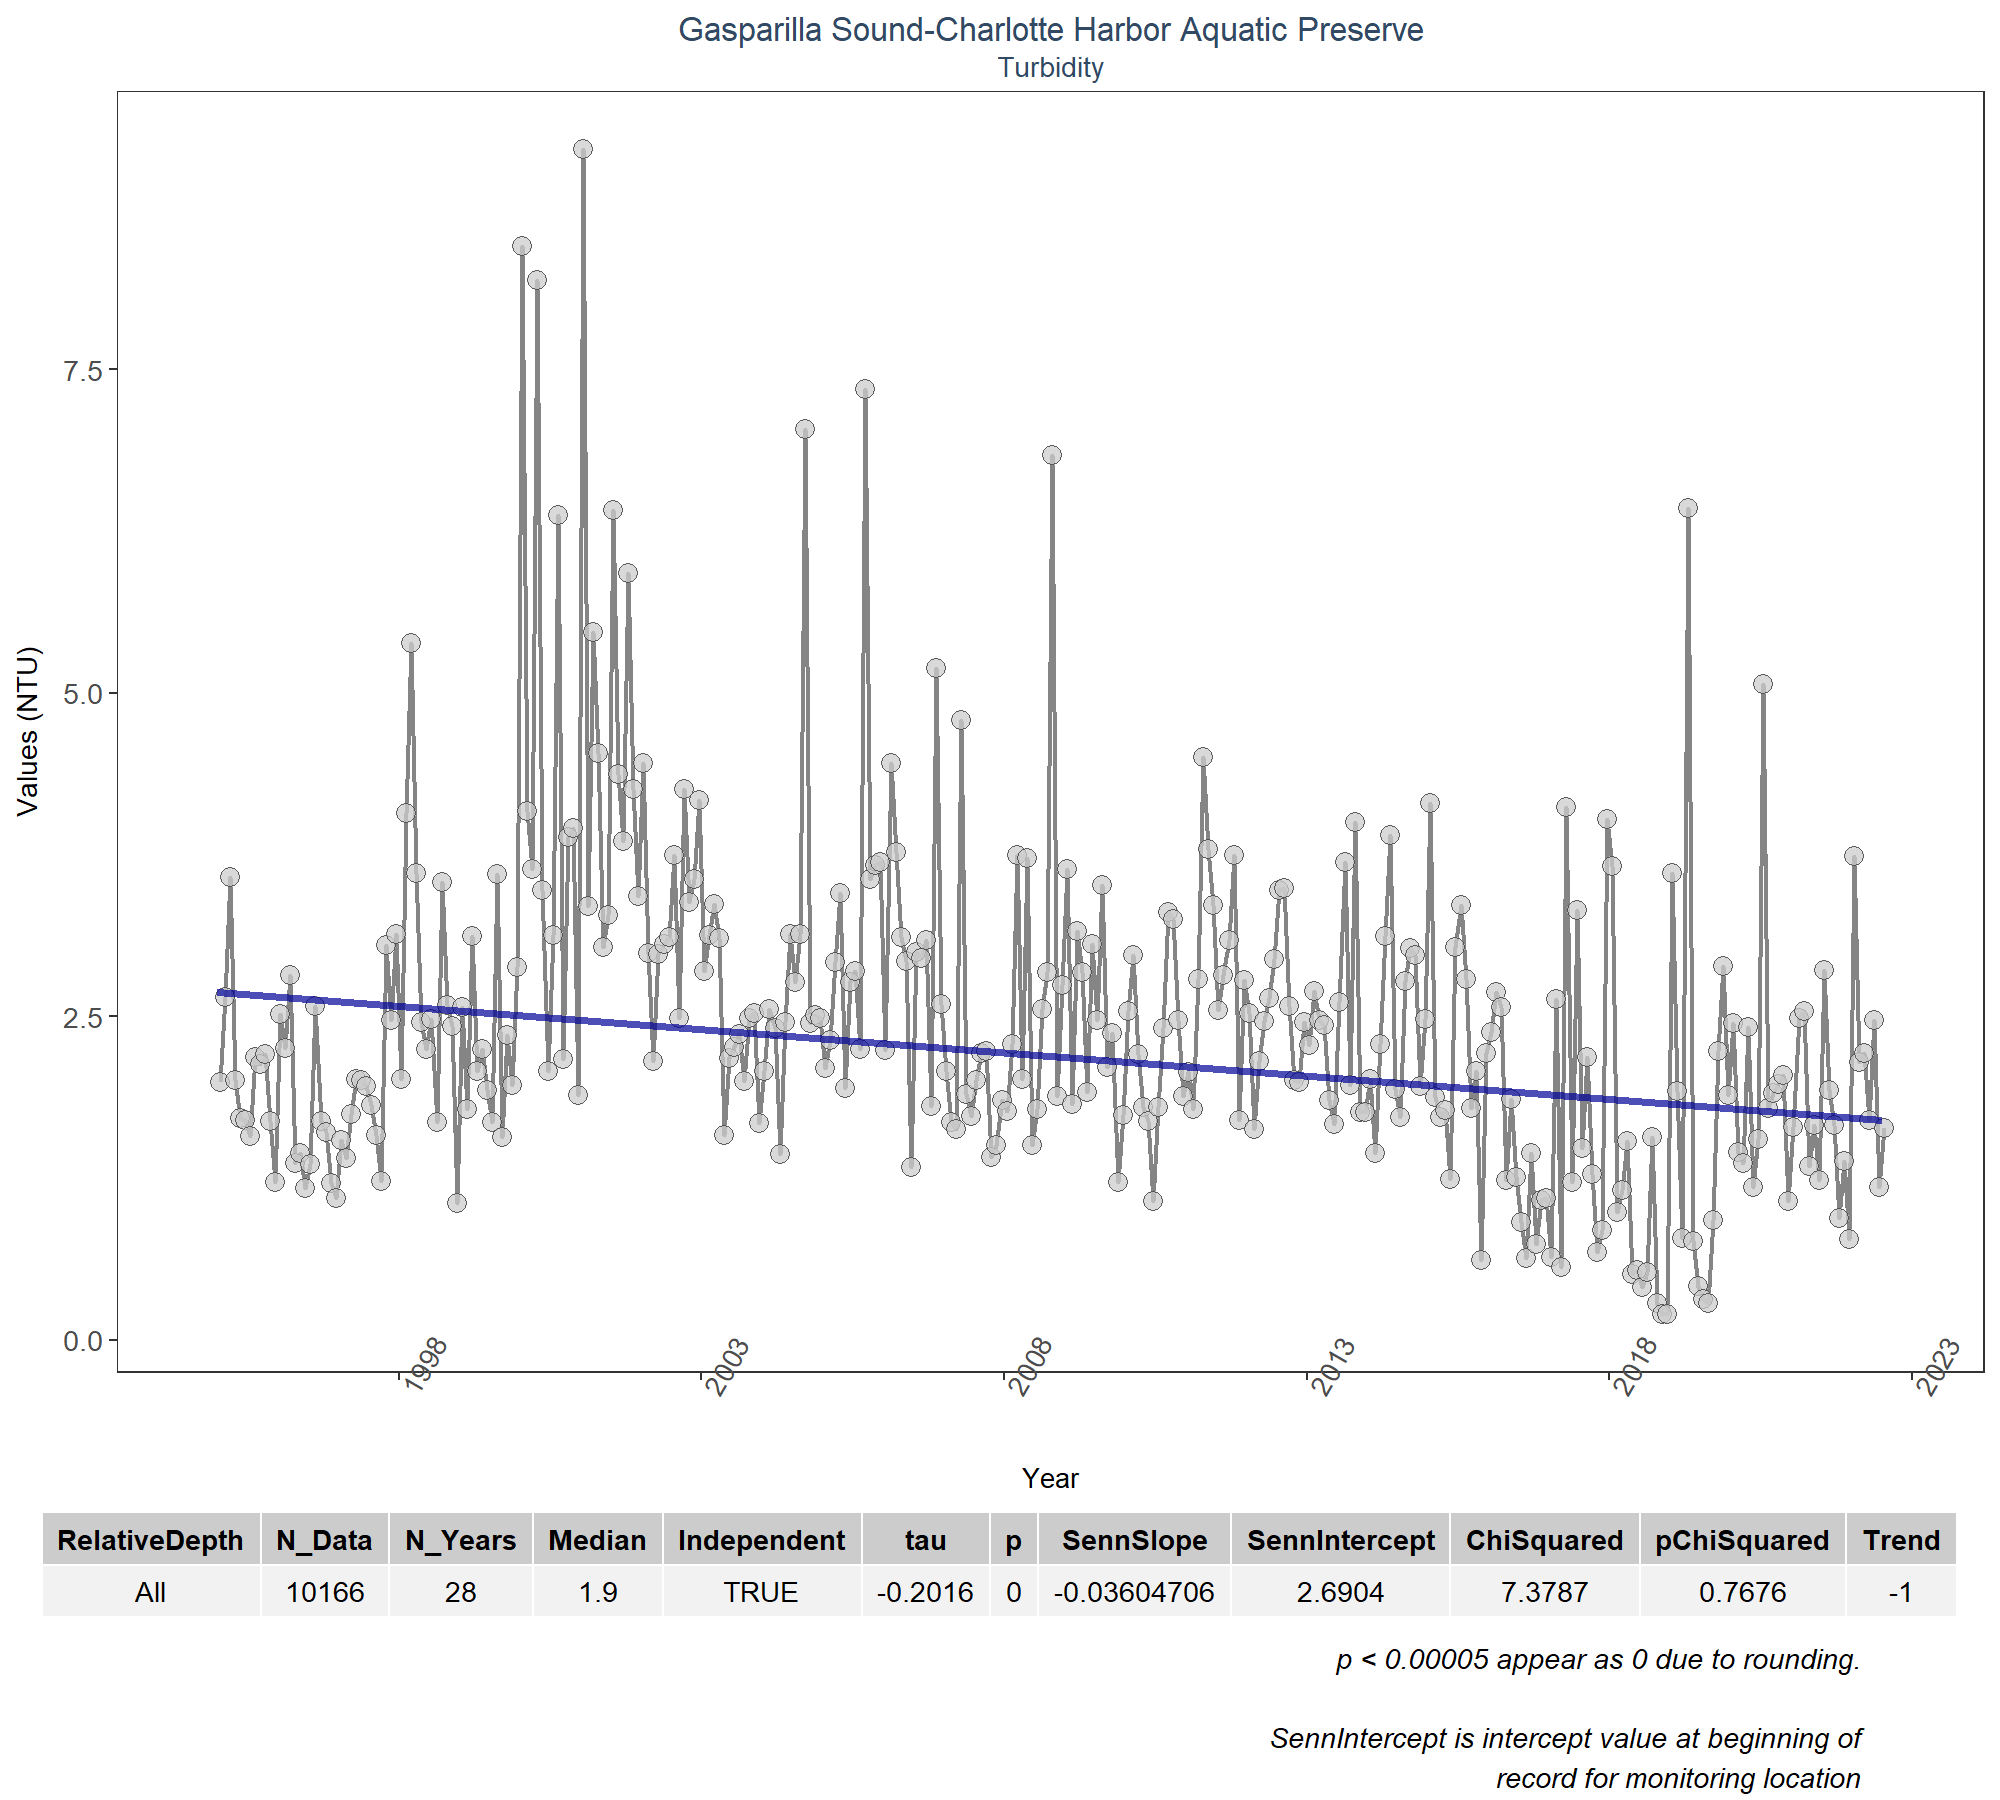 Gasparilla Sound-Charlotte Harbor Aquatic Preserve
Turbidity
Values (NTU)
7.5
5.0
2.5
0.0
1998 2003 2008 2013 2018 2023
Year
RelativeDepth N_Data N_Years Median Independent tau p SennSlope SennIntercept ChiSquared pChiSquared Trend
All 10166 28 1.9 TRUE -0.2016 0 -0.03604706 2.6904 7.3787 0.7676 -1
p < 0.00005 appear as 0 due to rounding.
SennIntercept is intercept value at beginning of
record for monitoring location